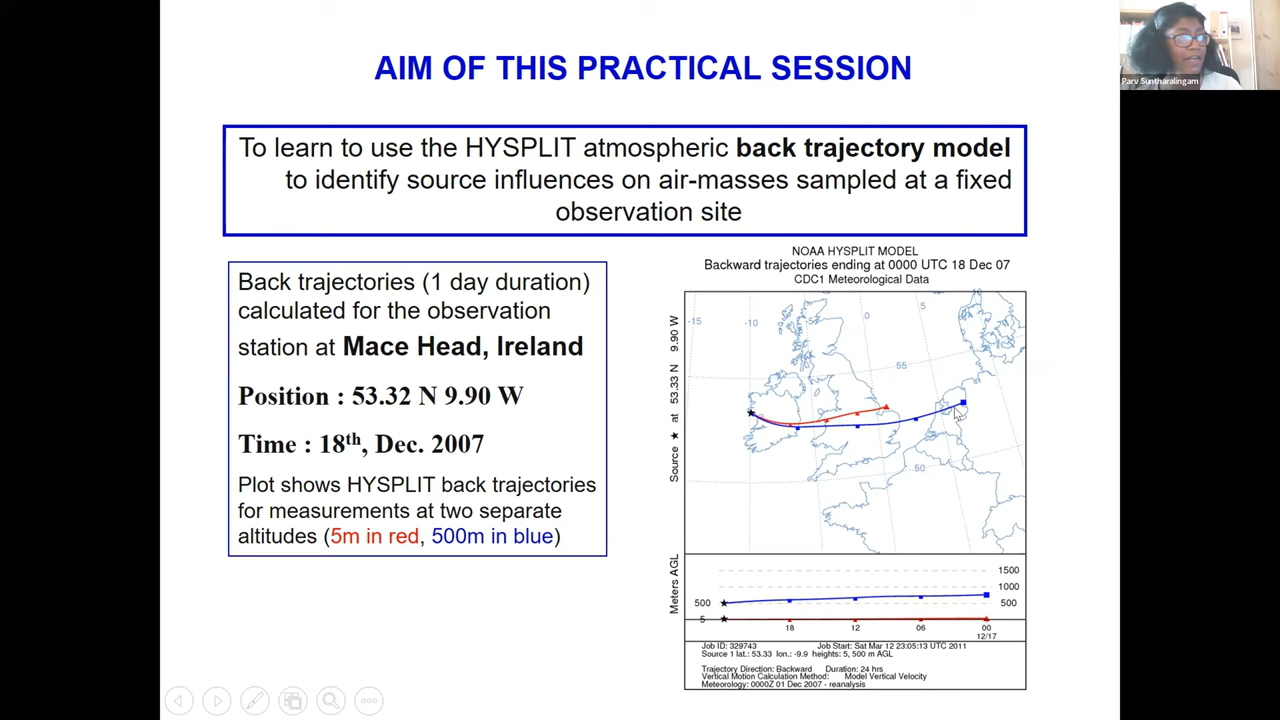 AIM OF THIS PRACTICAL SESSION
Parv Suntharalingam
To learn to use the HYSPLIT atmospheric back trajectory model
to identify source influences on air-masses sampled at a fixed
observation site
Back trajectories (1 day duration)
calculated for the observation
station at Mace Head, Ireland
Position : 53.32 N 9.90 W
Time : 18th, Dec. 2007
Plot shows HYSPLIT back trajectories
for measurements at two separate
altitudes (5m in red, 500m in blue)
NOAA HYSPLIT MODEL
Backward trajectories ending at 0000 UTC 18 Dec 07
CDC1 Meteorological Data
Source ★ at 53.33 N 9.90 W
-15
-10
-5
0
5
10
55
50
Meters AGL
1500
1000
500
500
5
18
12
06
00
12/17
Job ID: 329743 Job Start: Sat Mar 12 23:05:13 UTC 2011
Source 1 lat.: 53.33 lon.: -9.9 heights: 5, 500 m AGL
Trajectory Direction: Backward Duration: 24 hrs
Vertical Motion Calculation Method: Model Vertical Velocity
Meteorology: 0000Z 01 Dec 2007 - reanalysis